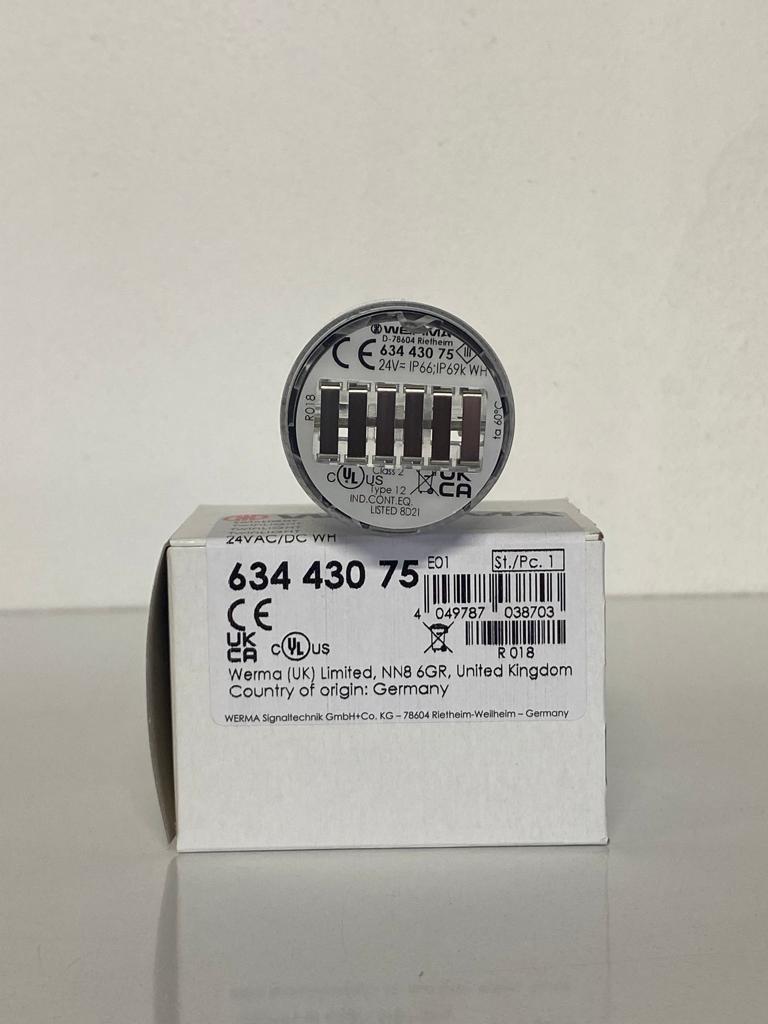 WERMA
D-78604 Rietheim
CE 634 430 75 III
24V= IP66;IP69k WH
R018
ta 60°C
C UL US
Class 2
Type 12
UK
CA
IND.CONT.EQ.
LISTED 8D21
WERMA
TWINLIGHT
24VAC/DC WH
634 430 75
E01
St./Pc. 1
CE
4 049787 038703
UK
CA
C UL US
R 018
Werma (UK) Limited, NN8 6GR, United Kingdom
Country of origin: Germany
WERMA Signaltechnik GmbH+Co. KG – 78604 Rietheim-Weilheim – Germany